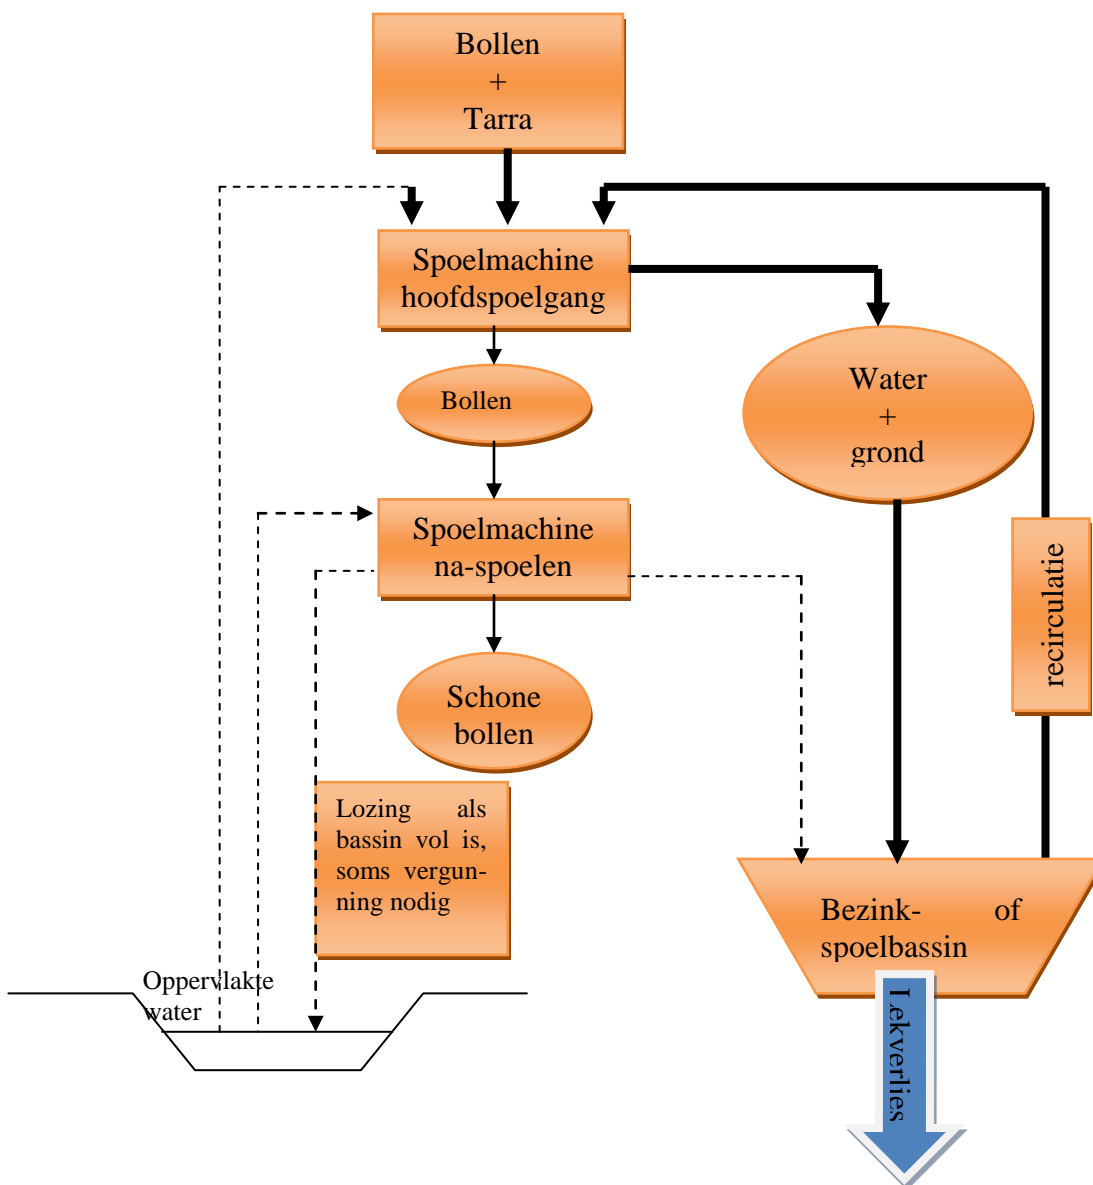 Bollen
+
Tarra
Spoelmachine
hoofdspoelgang
Bollen
Water
+
grond
Spoelmachine
na-spoelen
recirculatie
Schone
bollen
Lozing als
bassin vol is,
soms vergun-
ning nodig
Bezink- of
spoelbassin
Oppervlakte
water
Lekverlies